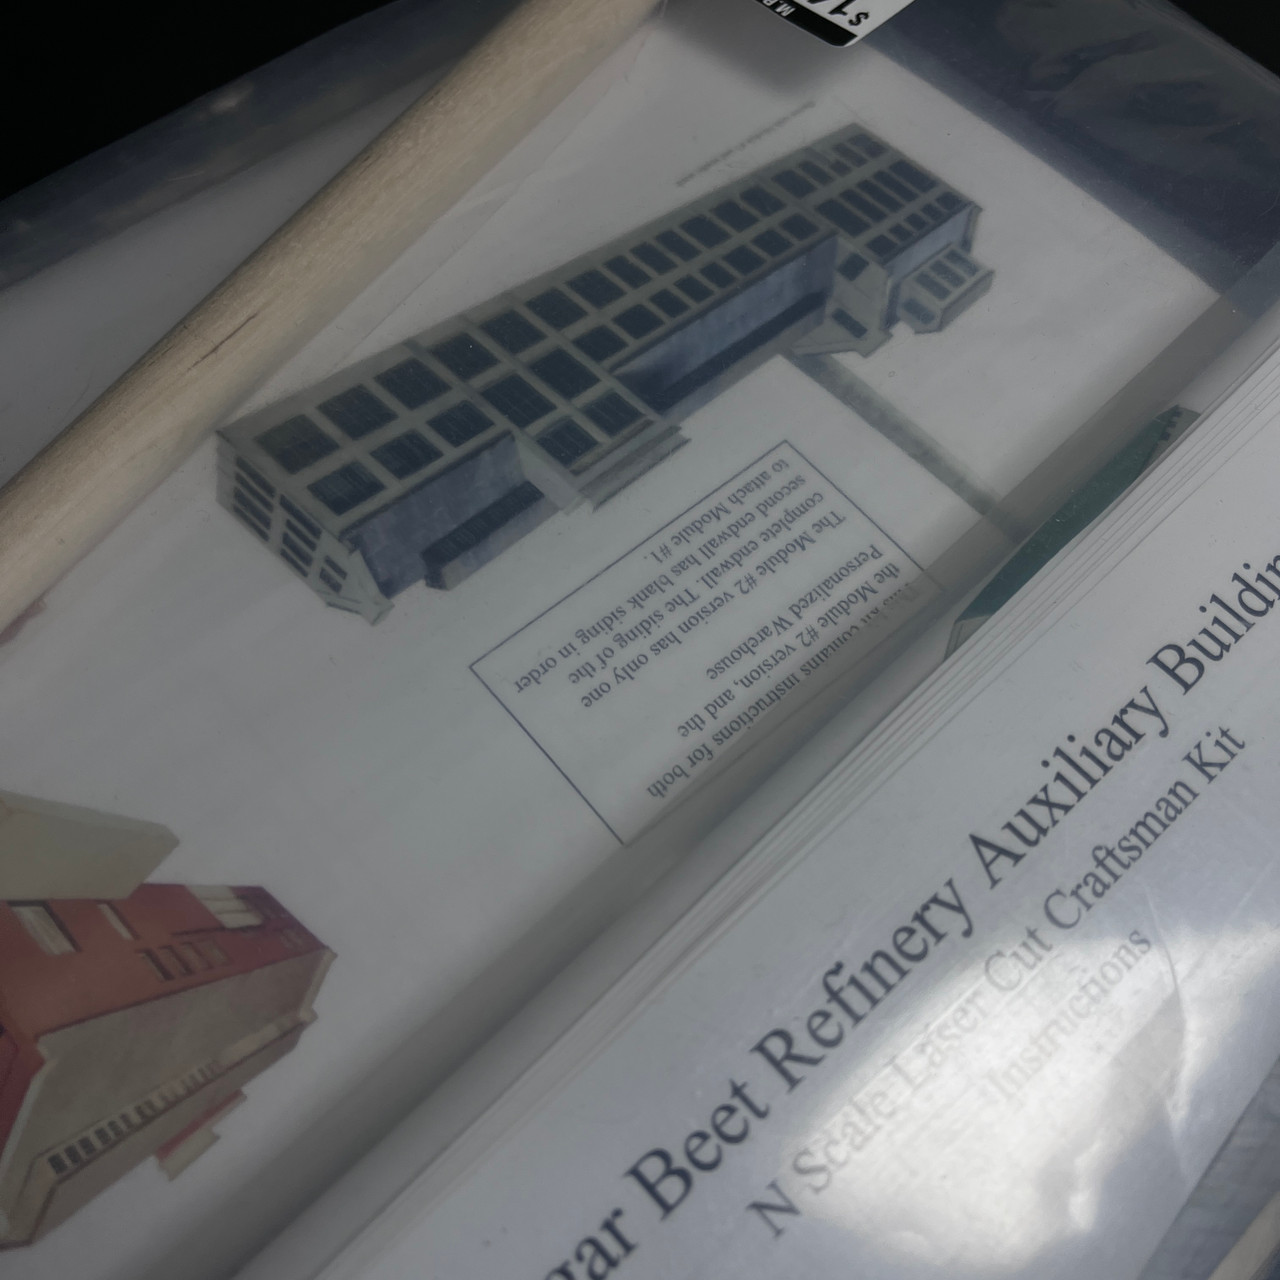 This kit contains instructions for both
the Module #2 version, and the
Personalized Warehouse
The Module #2 version has only one
complete endwall. The siding of the
second endwall has blank siding in order
to attach Module #1.
gar Beet Refinery Auxiliary Buildin
N Scale Laser Cut Craftsman Kit
Instructions